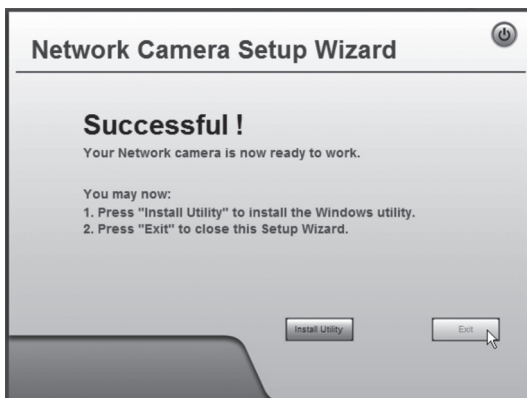 Network Camera Setup Wizard
Successful !
Your Network camera is now ready to work.
You may now:
1. Press "Install Utility" to install the Windows utility.
2. Press "Exit" to close this Setup Wizard.
Install Utility
Exit